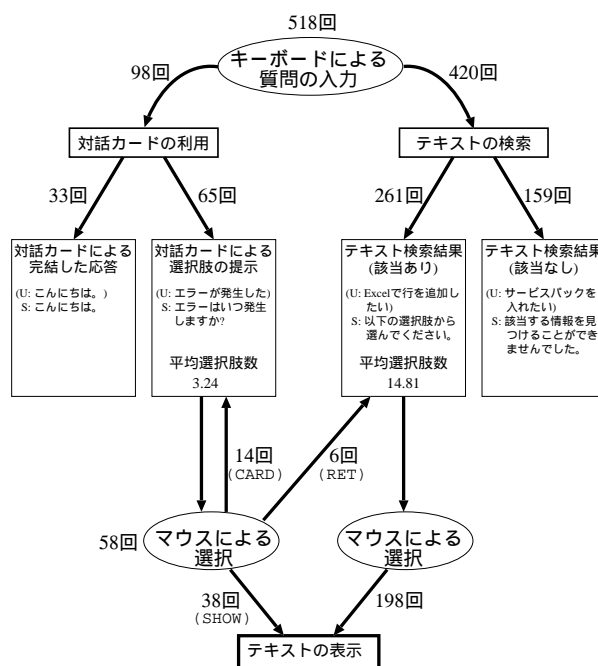 518回
キーボードによる
質問の入力
98回
420回
対話カードの利用
テキストの検索
33回
65回
261回
159回
対話カードによる
完結した応答
(U: こんにちは。)
S: こんにちは。
対話カードによる
選択肢の提示
(U: エラーが発生した)
S: エラーはいつ発生
しますか?
平均選択肢数
3.24
テキスト検索結果
(該当あり)
(U: Excelで行を追加し
たい)
S: 以下の選択肢から
選んでください。
平均選択肢数
14.81
テキスト検索結果
(該当なし)
(U: サービスパックを
入れたい)
S: 該当する情報を見
つけることができ
ませんでした。
14回
(CARD)
6回
(RET)
58回
マウスによる
選択
マウスによる
選択
38回
(SHOW)
198回
テキストの表示